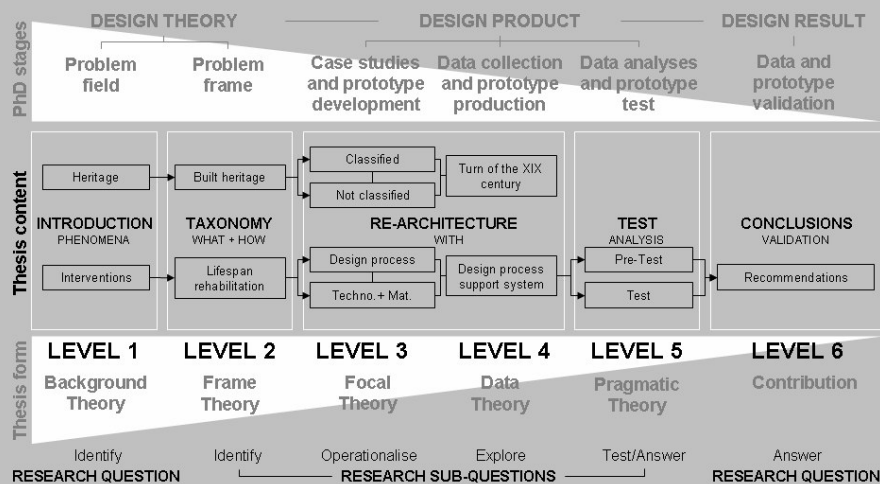 DESIGN THEORY
DESIGN PRODUCT
DESIGN RESULT
PhD stages
Problem
field
Problem
frame
Case studies
and prototype
development
Data collection
and prototype
production
Data analyses
and prototype
test
Data and
prototype
validation
Thesis content
Heritage
Built heritage
Classified
Not classified
Turn of the XIX
century
INTRODUCTION
PHENOMENA
TAXONOMY
WHAT + HOW
RE-ARCHITECTURE
WITH
TEST
ANALYSIS
CONCLUSIONS
VALIDATION
Interventions
Lifespan
rehabilitation
Design process
Techno.+ Mat.
Design process
support system
Pre-Test
Test
Recommendations
Thesis form
LEVEL 1
LEVEL 2
LEVEL 3
LEVEL 4
LEVEL 5
LEVEL 6
Background
Theory
Frame
Theory
Focal
Theory
Data
Theory
Pragmatic
Theory
Contribution
Identify
Identify
Operationalise
Explore
Test/Answer
Answer
RESEARCH QUESTION
RESEARCH SUB-QUESTIONS
RESEARCH QUESTION